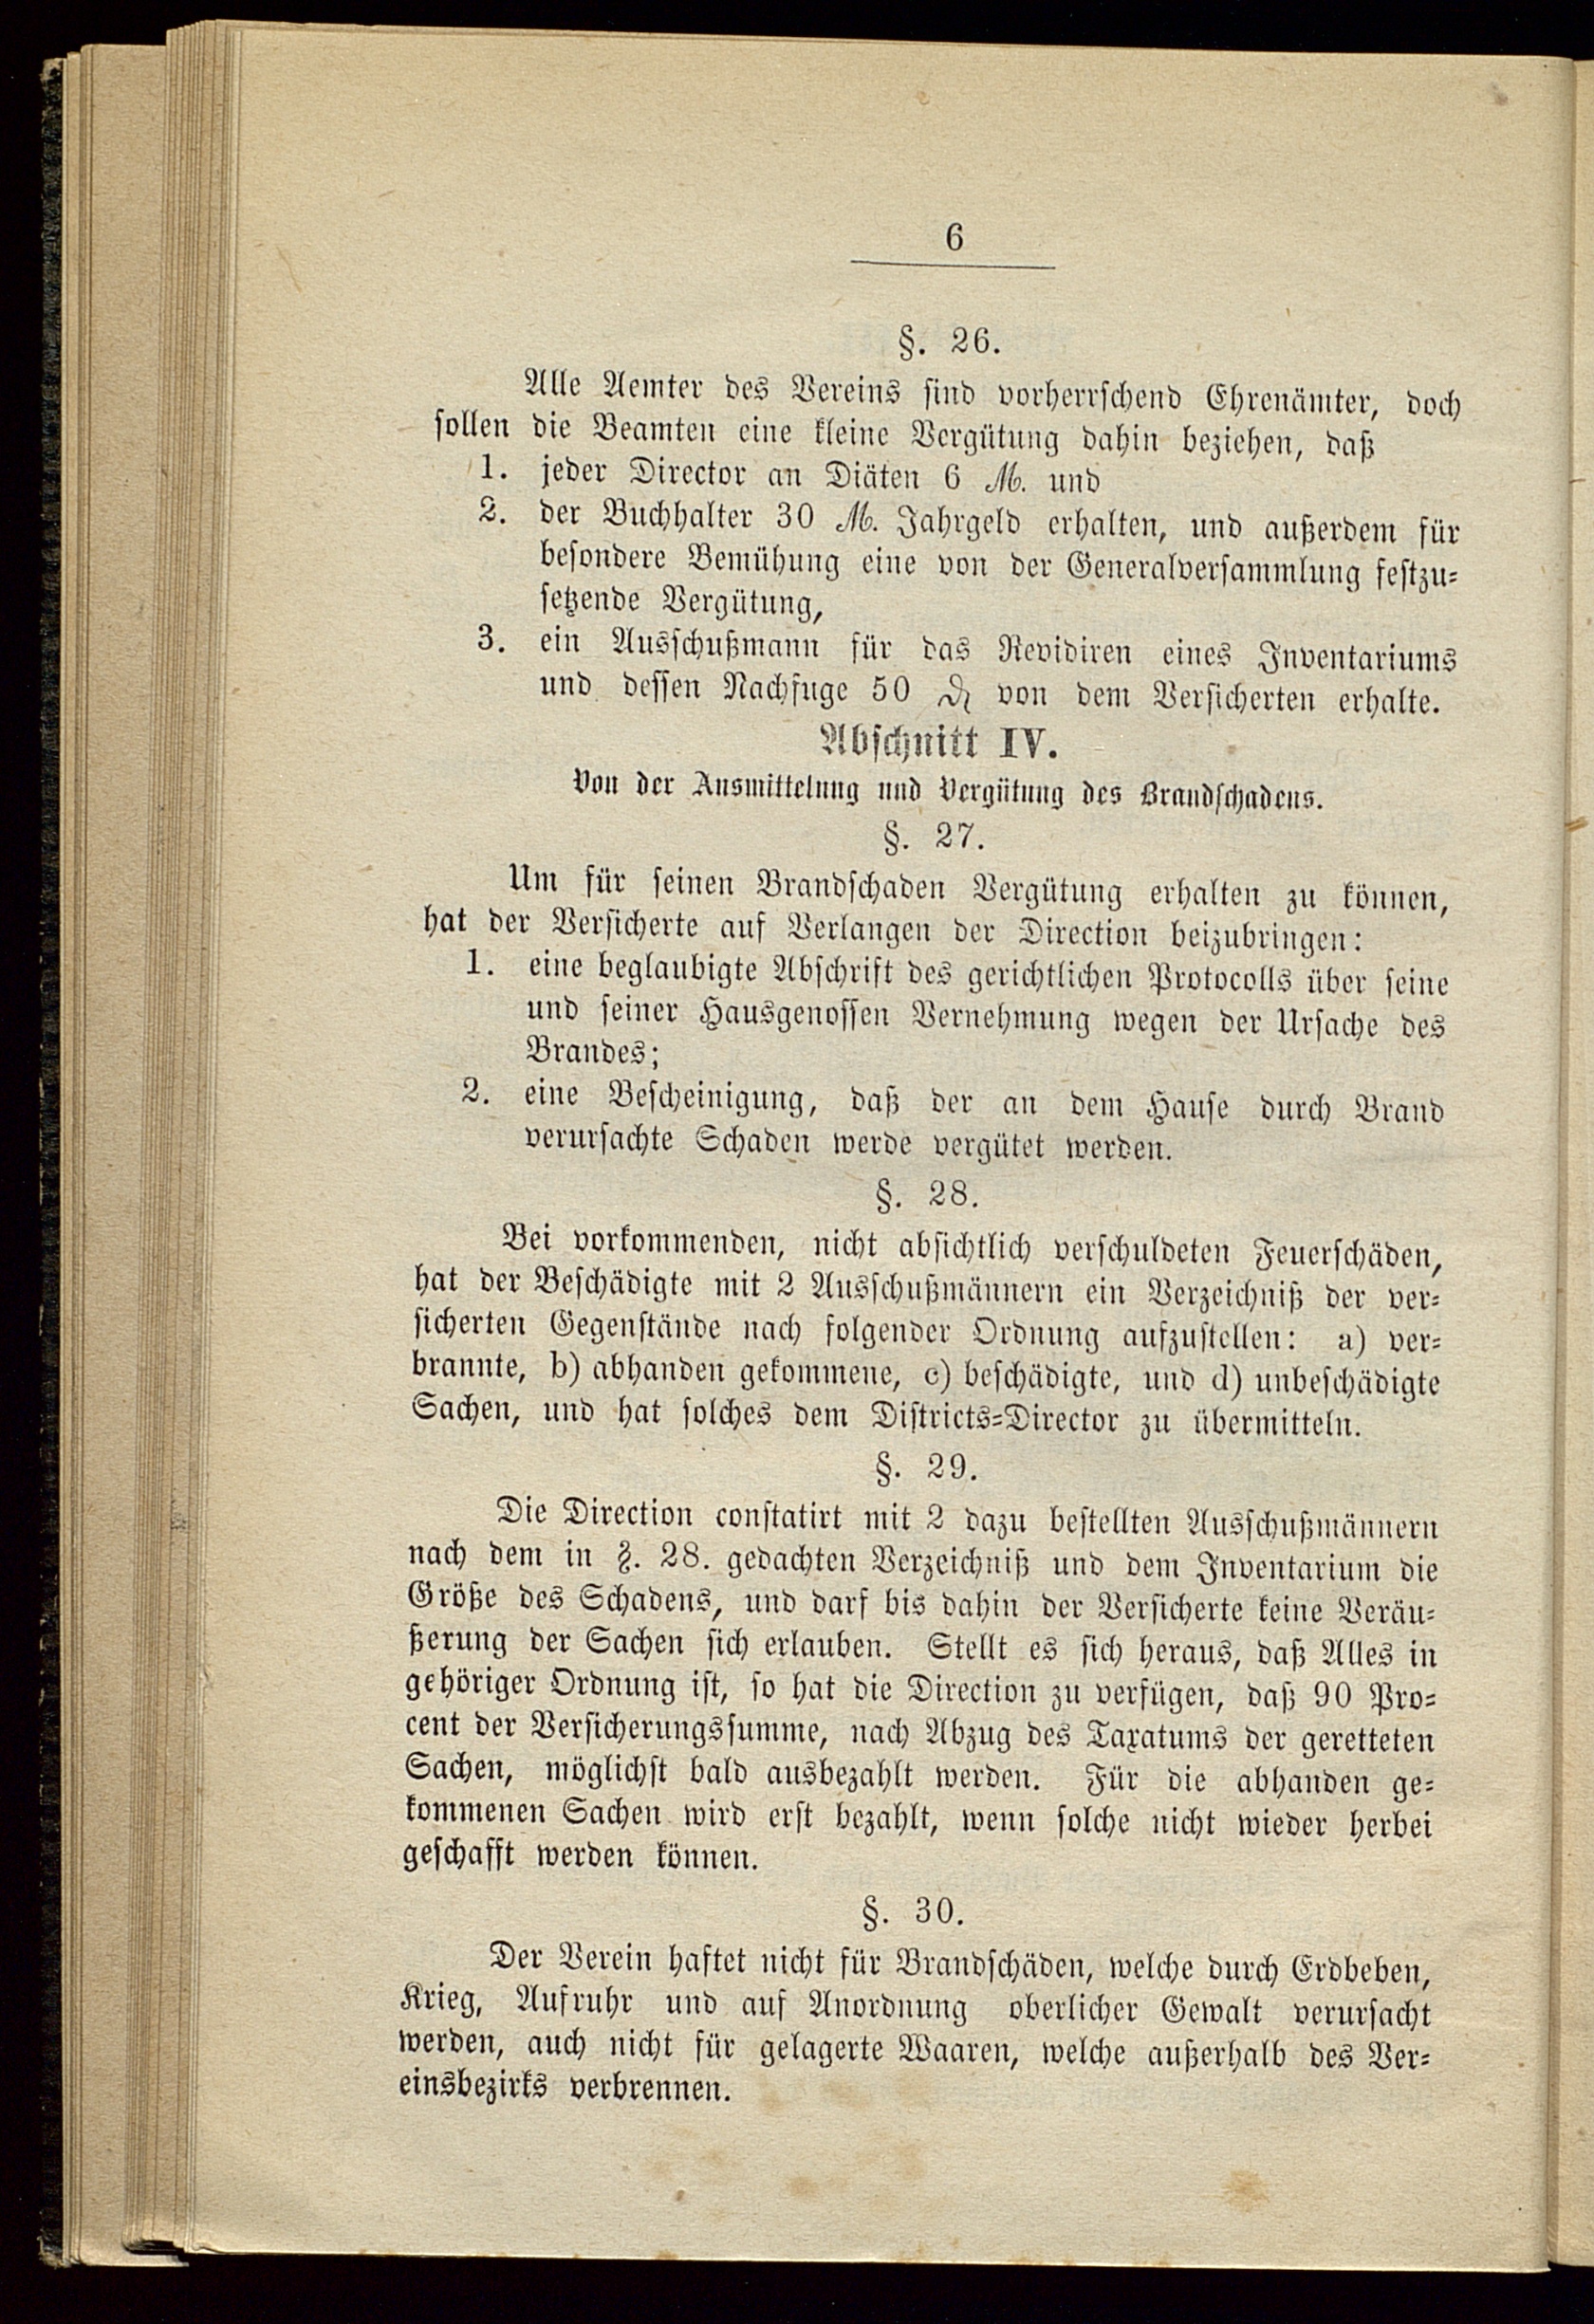 6
§. 26.
Alle Aemter des Vereins sind vorherrschend Ehrenämter, doch
sollen die Beamten eine kleine Vergütung dahin beziehen, daß
1. jeder Director an Diäten 6 ℳ. und
2. der Buchhalter 30 ℳ. Jahrgeld erhalten, und außerdem für
besondere Bemühung eine von der Generalversammlung festzu=
setzende Vergütung,
3. ein Ausschußmann für das Revidiren eines Inventariums
und dessen Nachfuge 50 ₰ von dem Versicherten erhalte.
Abschnitt IV.
Von der Ausmittelung und Vergütung des Brandschadens.
§. 27.
Um für seinen Brandschaden Vergütung erhalten zu können,
hat der Versicherte auf Verlangen der Direction beizubringen:
1. eine beglaubigte Abschrift des gerichtlichen Protocolls über seine
und seiner Hausgenossen Vernehmung wegen der Ursache des
Brandes;
2. eine Bescheinigung, daß der an dem Hause durch Brand
verursachte Schaden werde vergütet werden.
§. 28.
Bei vorkommenden, nicht absichtlich verschuldeten Feuerschäden,
hat der Beschädigte mit 2 Ausschußmännern ein Verzeichniß der ver=
sicherten Gegenstände nach folgender Ordnung aufzustellen: a) ver=
brannte, b) abhanden gekommene, c) beschädigte, und d) unbeschädigte
Sachen, und hat solches dem Districts=Director zu übermitteln.
§. 29.
Die Direction constatirt mit 2 dazu bestellten Ausschußmännern
nach dem in §. 28. gedachten Verzeichniß und dem Inventarium die
Größe des Schadens, und darf bis dahin der Versicherte keine Veräu=
ßerung der Sachen sich erlauben. Stellt es sich heraus, daß Alles in
gehöriger Ordnung ist, so hat die Direction zu verfügen, daß 90 Pro=
cent der Versicherungssumme, nach Abzug des Taxatums der geretteten
Sachen, möglichst bald ausbezahlt werden. Für die abhanden ge=
kommenen Sachen wird erst bezahlt, wenn solche nicht wieder herbei
geschafft werden können.
§. 30.
Der Verein haftet nicht für Brandschäden, welche durch Erdbeben,
Krieg, Aufruhr und auf Anordnung oberlicher Gewalt verursacht
werden, auch nicht für gelagerte Waaren, welche außerhalb des Ver=
einsbezirks verbrennen.